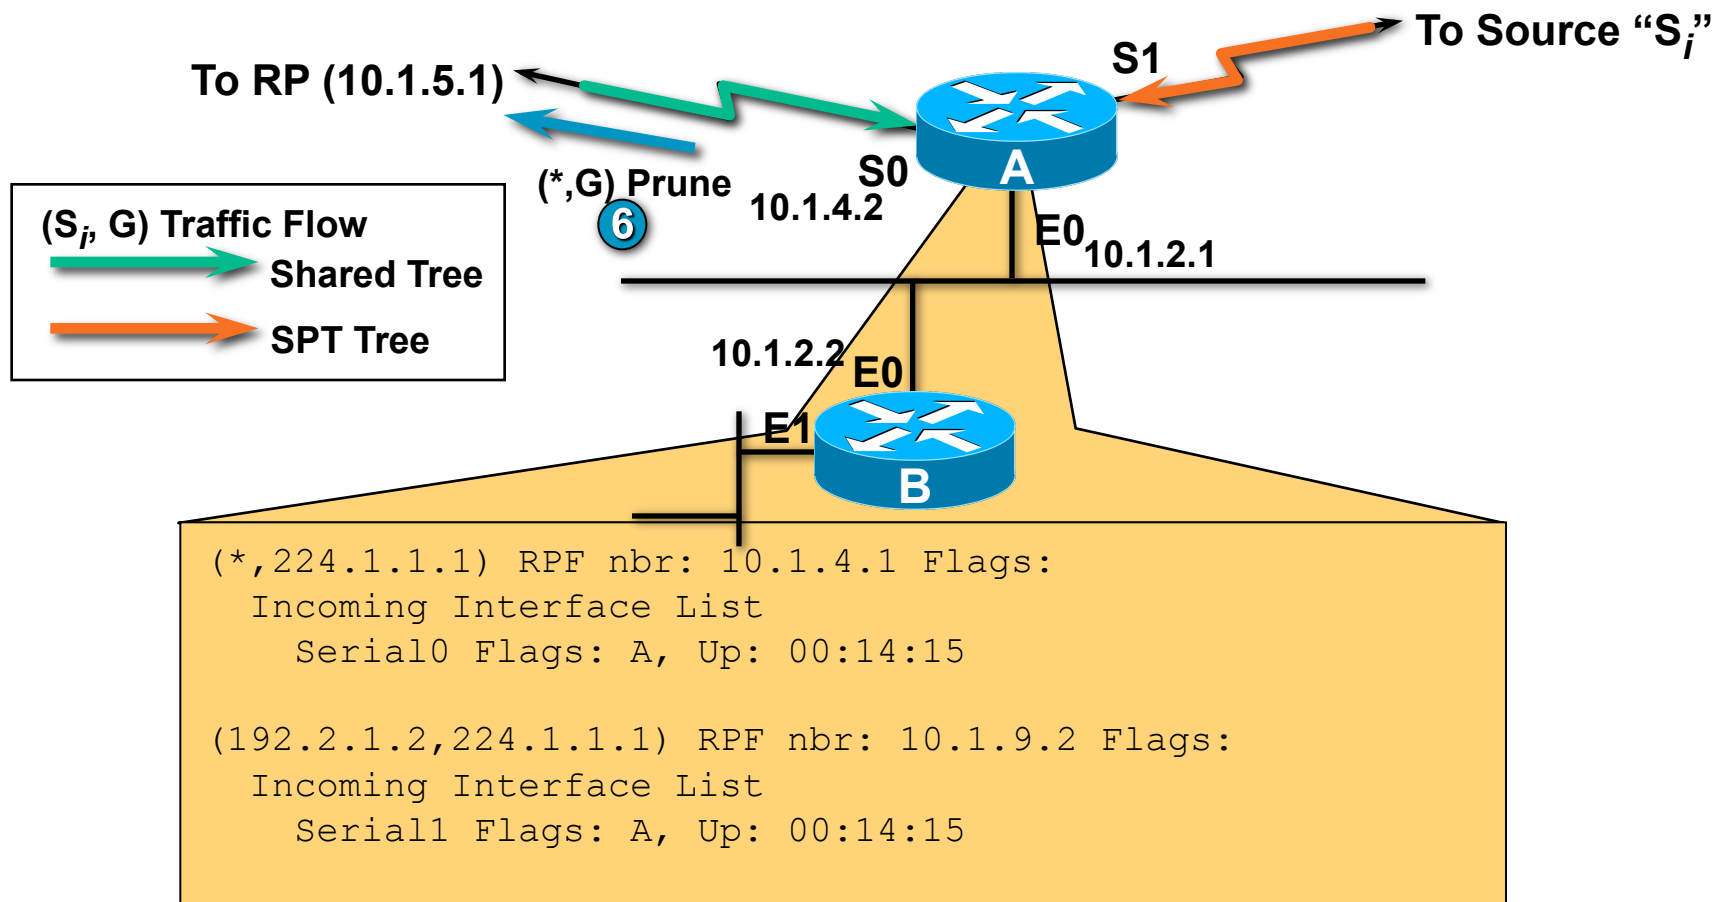 To Source “Si”
S1
To RP (10.1.5.1)
A
S0
(*,G) Prune
10.1.4.2
6
(Si, G) Traffic Flow
Shared Tree
SPT Tree
E0
10.1.2.1
10.1.2.2
E0
E1
B
(*,224.1.1.1) RPF nbr: 10.1.4.1 Flags:
Incoming Interface List
Serial0 Flags: A, Up: 00:14:15
(192.2.1.2,224.1.1.1) RPF nbr: 10.1.9.2 Flags:
Incoming Interface List
Serial1 Flags: A, Up: 00:14:15